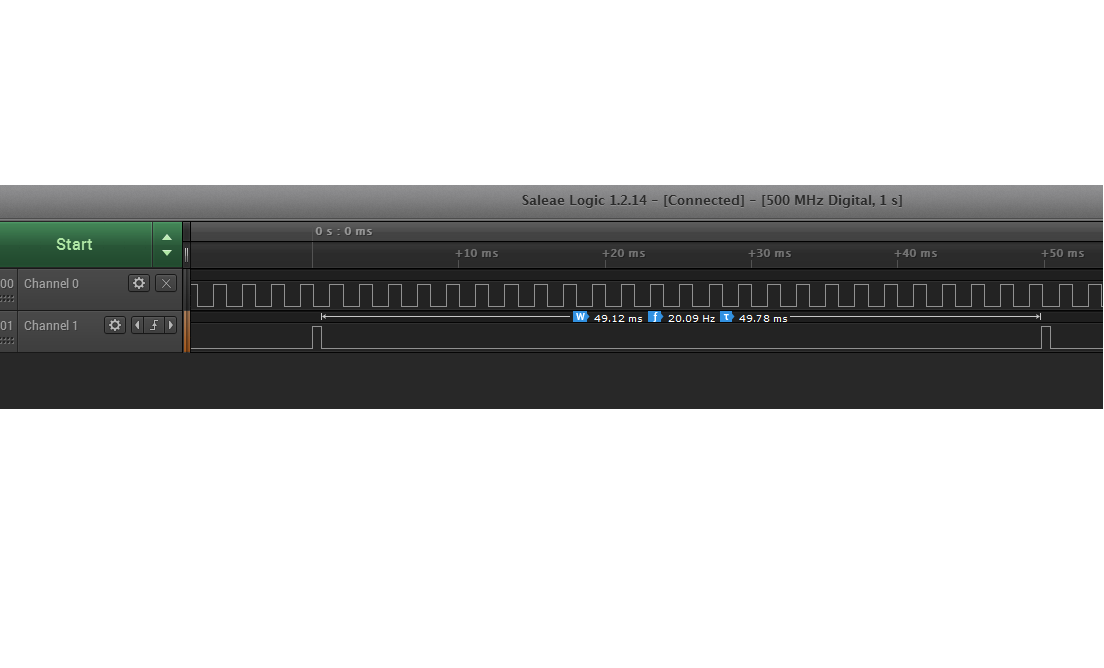 Saleae Logic 1.2.14 - [Connected] - [500 MHz Digital, 1 s]
Start
0 s : 0 ms
+10 ms +20 ms +30 ms +40 ms +50 ms
00 Channel 0
01 Channel 1
W 49.12 ms f 20.09 Hz τ 49.78 ms